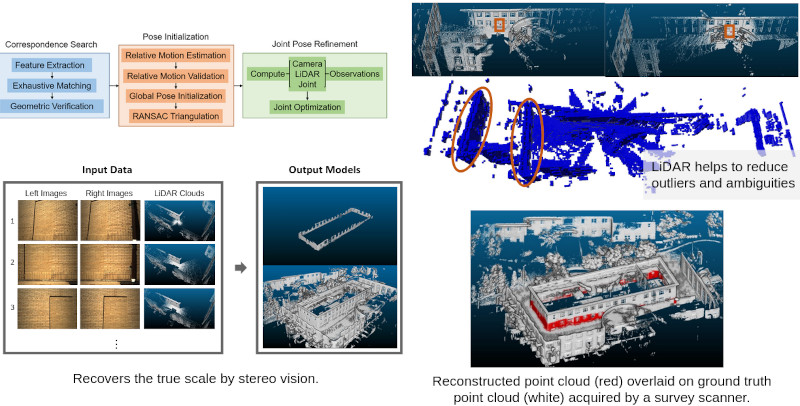 Correspondence Search
Feature Extraction
Exhaustive Matching
Geometric Verification
Pose Initialization
Relative Motion Estimation
Relative Motion Validation
Global Pose Initialization
RANSAC Triangulation
Joint Pose Refinement
Compute
Camera
LiDAR
Joint
Observations
Joint Optimization
LiDAR helps to reduce
outliers and ambiguities
Input Data
Left Images Right Images LiDAR Clouds
1
2
3
⋮
Output Models
Recovers the true scale by stereo vision.
Reconstructed point cloud (red) overlaid on ground truth
point cloud (white) acquired by a survey scanner.